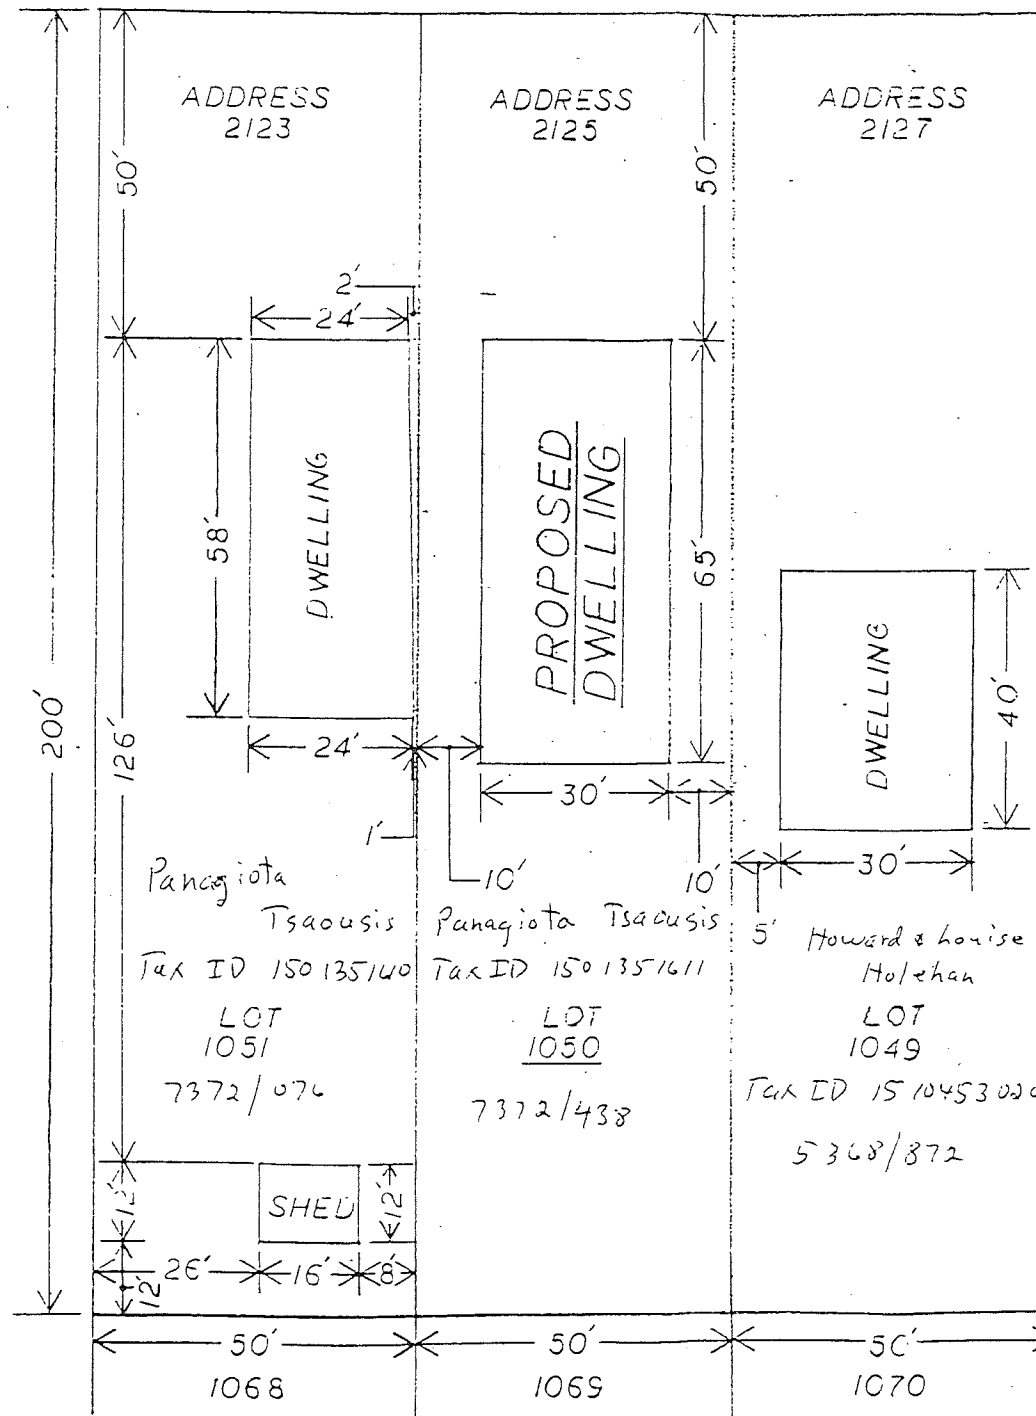 ADDRESS
2123
ADDRESS
2125
ADDRESS
2127
50'
50'
2'
24'
58'
DWELLING
PROPOSED
DWELLING
65'
DWELLING
40'
200'
126'
24'
30'
1'
10'
10'
30'
5'
Panagiota
Tsaousis
Tax ID
LOT
1051
7372/076
Panagiota Tsaousis
Tax ID 1501351611
LOT
1050
7372/438
Howard & Louise
Holehan
LOT
1049
Tax ID
5368/872
12'
SHED
12'
26'
16'
8'
12'
50'
50'
50'
1068
1069
1070